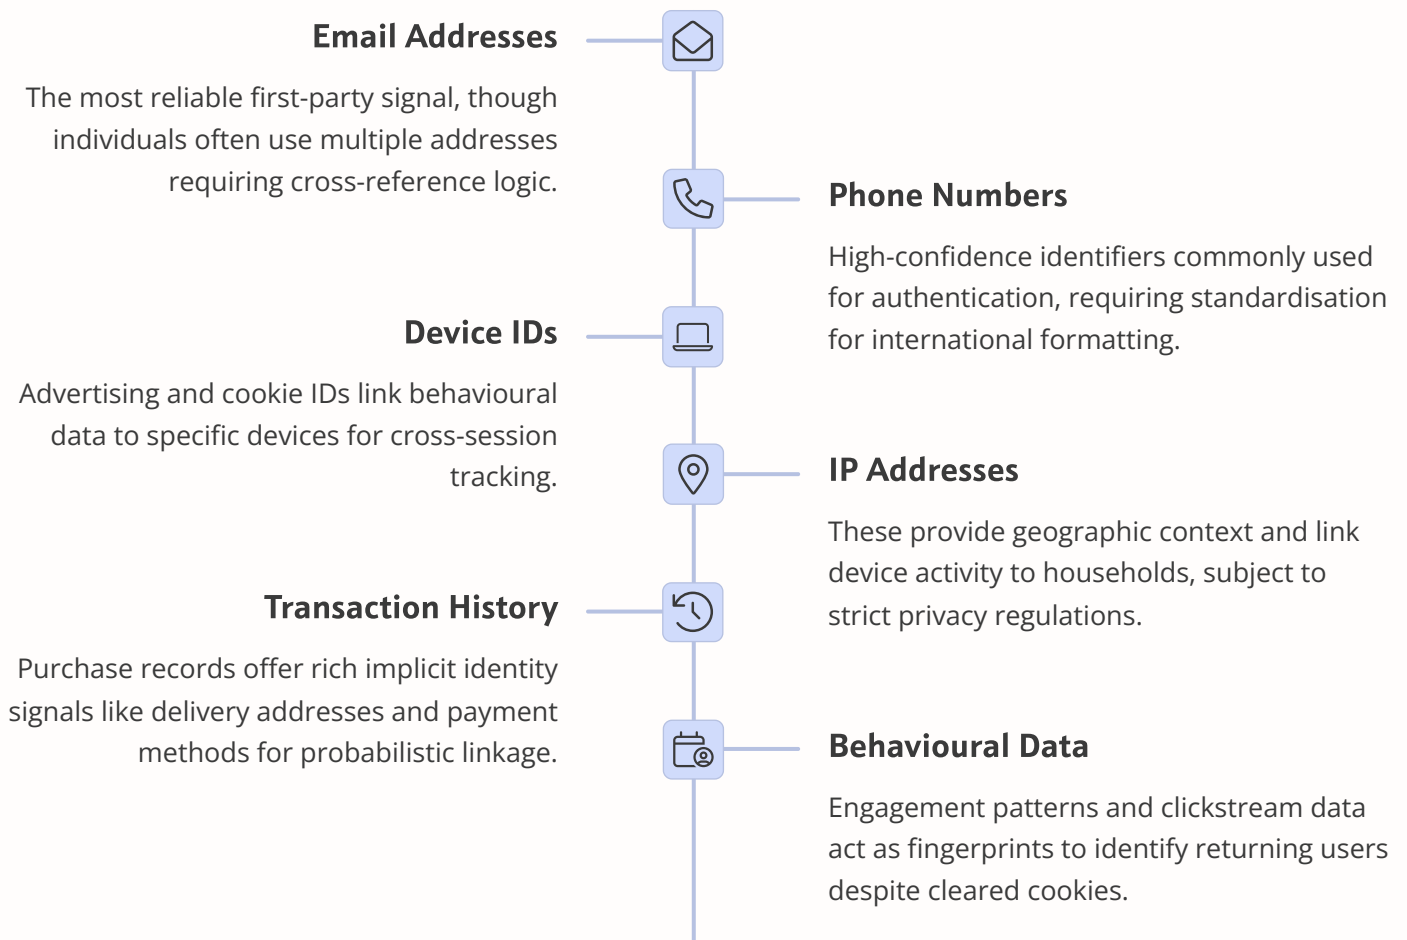 Email Addresses
The most reliable first-party signal, though
individuals often use multiple addresses
requiring cross-reference logic.
Phone Numbers
High-confidence identifiers commonly used
for authentication, requiring standardisation
for international formatting.
Device IDs
Advertising and cookie IDs link behavioural
data to specific devices for cross-session
tracking.
IP Addresses
These provide geographic context and link
device activity to households, subject to
strict privacy regulations.
Transaction History
Purchase records offer rich implicit identity
signals like delivery addresses and payment
methods for probabilistic linkage.
Behavioural Data
Engagement patterns and clickstream data
act as fingerprints to identify returning users
despite cleared cookies.